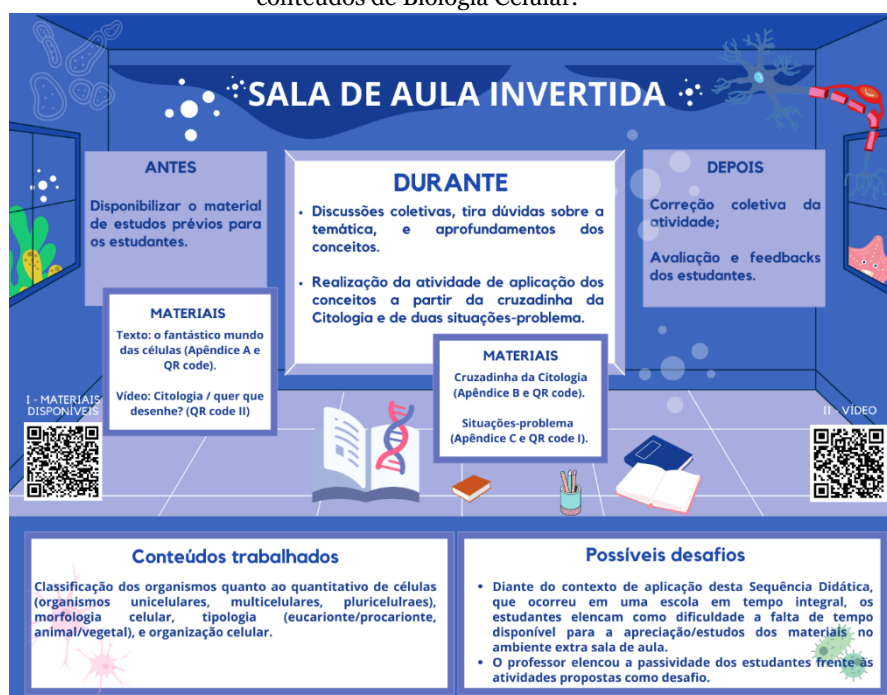 conteúdos de Biologia Celular.
SALA DE AULA INVERTIDA
ANTES
Disponibilizar o material
de estudos prévios para
os estudantes.
MATERIAIS
Texto: o fantástico mundo
das células (Apêndice A e
QR code).
Vídeo: Citologia / quer que
desenhe? (QR code II)
DURANTE
• Discussões coletivas, tira dúvidas sobre a
temática, e aprofundamentos dos
conceitos.
• Realização da atividade de aplicação dos
conceitos a partir da cruzadinha da
Citologia e de duas situações-problema.
MATERIAIS
Cruzadinha da Citologia
(Apêndice B e QR code).
Situações-problema
(Apêndice C e QR code I).
DEPOIS
Correção coletiva da
atividade;
Avaliação e feedbacks
dos estudantes.
I - MATERIAIS
DISPONÍVEIS
II - VÍDEO
Conteúdos trabalhados
Classificação dos organismos quanto ao quantitativo de células
(organismos unicelulares, multicelulares, pluricelulraes),
morfologia celular, tipologia (eucarionte/procarionte,
animal/vegetal), e organização celular.
Possíveis desafios
• Diante do contexto de aplicação desta Sequência Didática,
que ocorreu em uma escola em tempo integral, os
estudantes elencam como dificuldade a falta de tempo
disponível para a apreciação/estudos dos materiais no
ambiente extra sala de aula.
• O professor elencou a passividade dos estudantes frente às
atividades propostas como desafio.